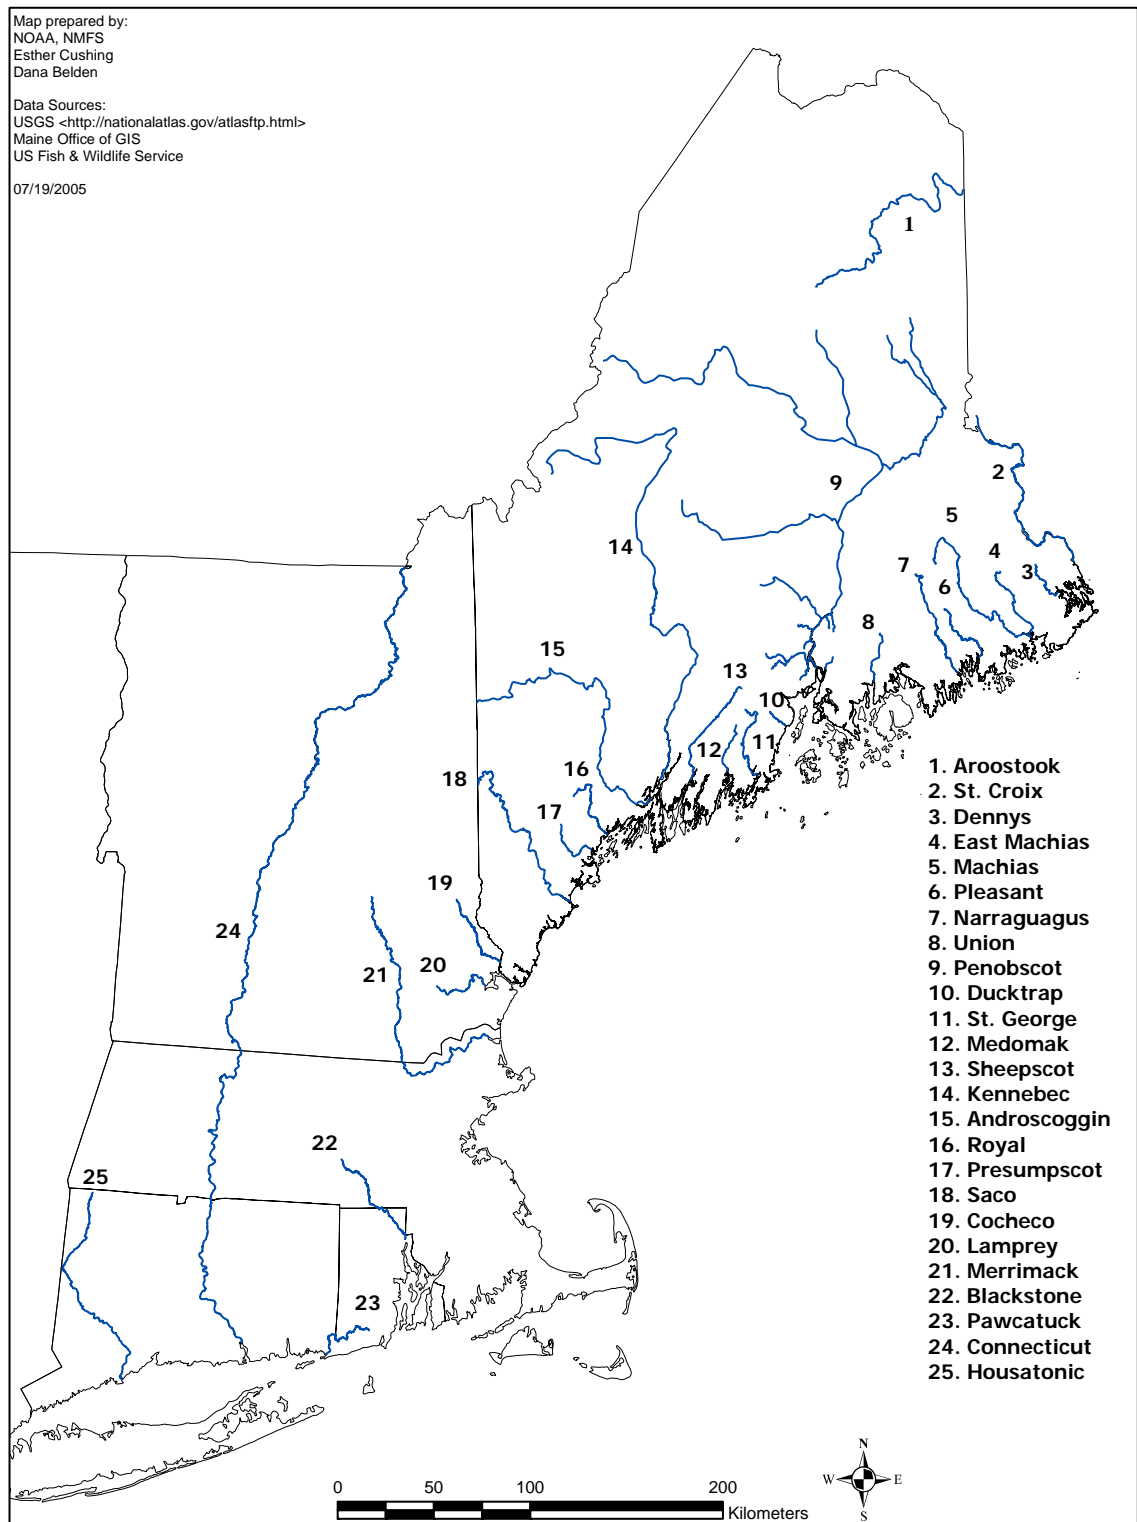 Map prepared by:
NOAA, NMFS
Esther Cushing
Dana Belden
Data Sources:
USGS <http://nationalatlas.gov/atlasftp.html>
Maine Office of GIS
US Fish & Wildlife Service
07/19/2005
1
2
9
5
14
7
4
3
6
8
15
13
10
12
11
18
16
17
19
24
20
21
22
25
23
1. Aroostook
2. St. Croix
3. Dennys
4. East Machias
5. Machias
6. Pleasant
7. Narraguagus
8. Union
9. Penobscot
10. Ducktrap
11. St. George
12. Medomak
13. Sheepscot
14. Kennebec
15. Androscoggin
16. Royal
17. Presumpscot
18. Saco
19. Cocheco
20. Lamprey
21. Merrimack
22. Blackstone
23. Pawcatuck
24. Connecticut
25. Housatonic
N
W E
S
0 50 100 200
Kilometers